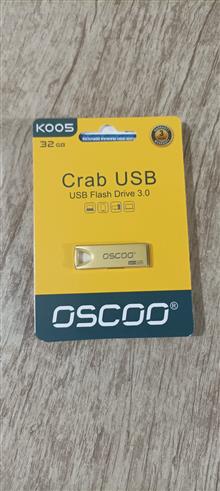 K005
32 GB
Crab USB
USB Flash Drive 3.0
OSCOO
OSCOO®